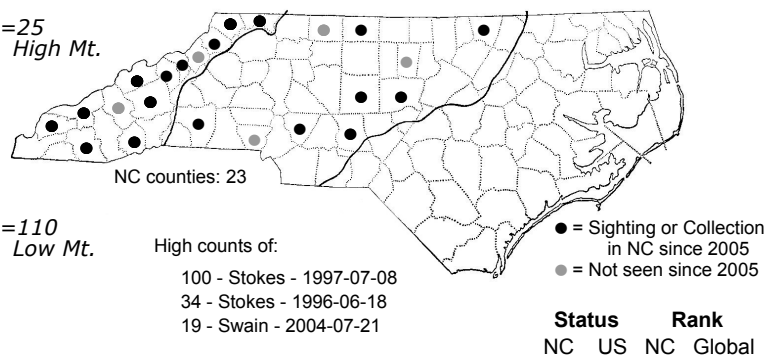 =25
High Mt.
NC counties: 23
=110
Low Mt.
High counts of:
100 - Stokes - 1997-07-08
34 - Stokes - 1996-06-18
19 - Swain - 2004-07-21
● = Sighting or Collection
in NC since 2005
● = Not seen since 2005
Status Rank
NC US NC Global